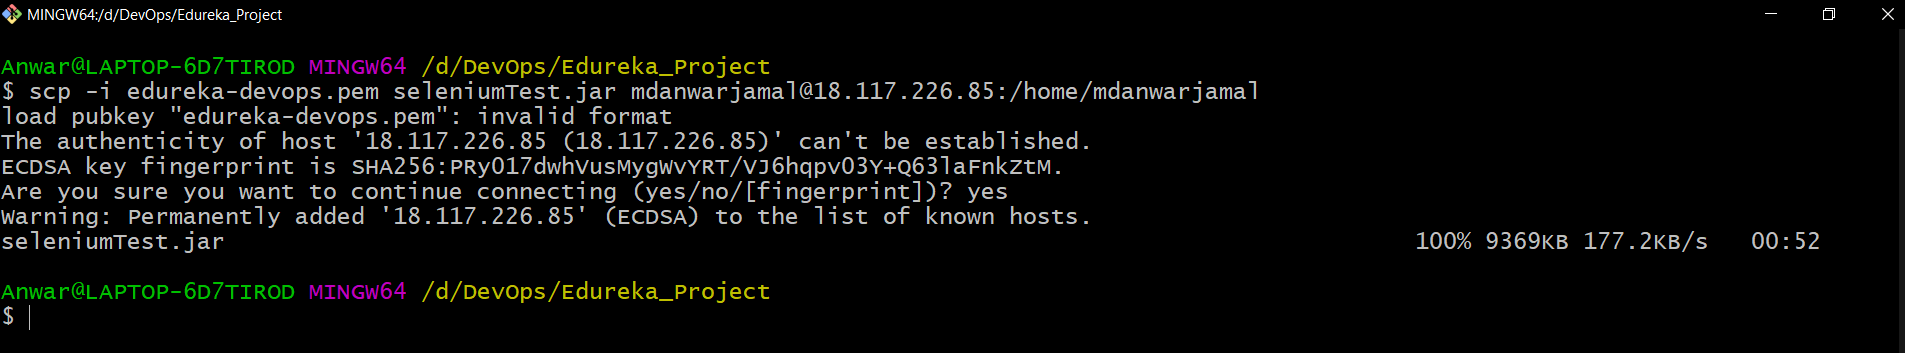 MINGW64:/d/DevOps/Edureka_Project
Anwar@LAPTOP-6D7TIROD MINGW64 /d/DevOps/Edureka_Project
$ scp -i edureka-devops.pem seleniumTest.jar mdanwarjamal@18.117.226.85:/home/mdanwarjamal
load pubkey "edureka-devops.pem": invalid format
The authenticity of host '18.117.226.85 (18.117.226.85)' can't be established.
ECDSA key fingerprint is SHA256:PRyO17dwhVusMygWvYRT/VJ6hqpvO3Y+Q63laFnkZtM.
Are you sure you want to continue connecting (yes/no/[fingerprint])? yes
Warning: Permanently added '18.117.226.85' (ECDSA) to the list of known hosts.
seleniumTest.jar 100% 9369KB 177.2KB/s 00:52
Anwar@LAPTOP-6D7TIROD MINGW64 /d/DevOps/Edureka_Project
$